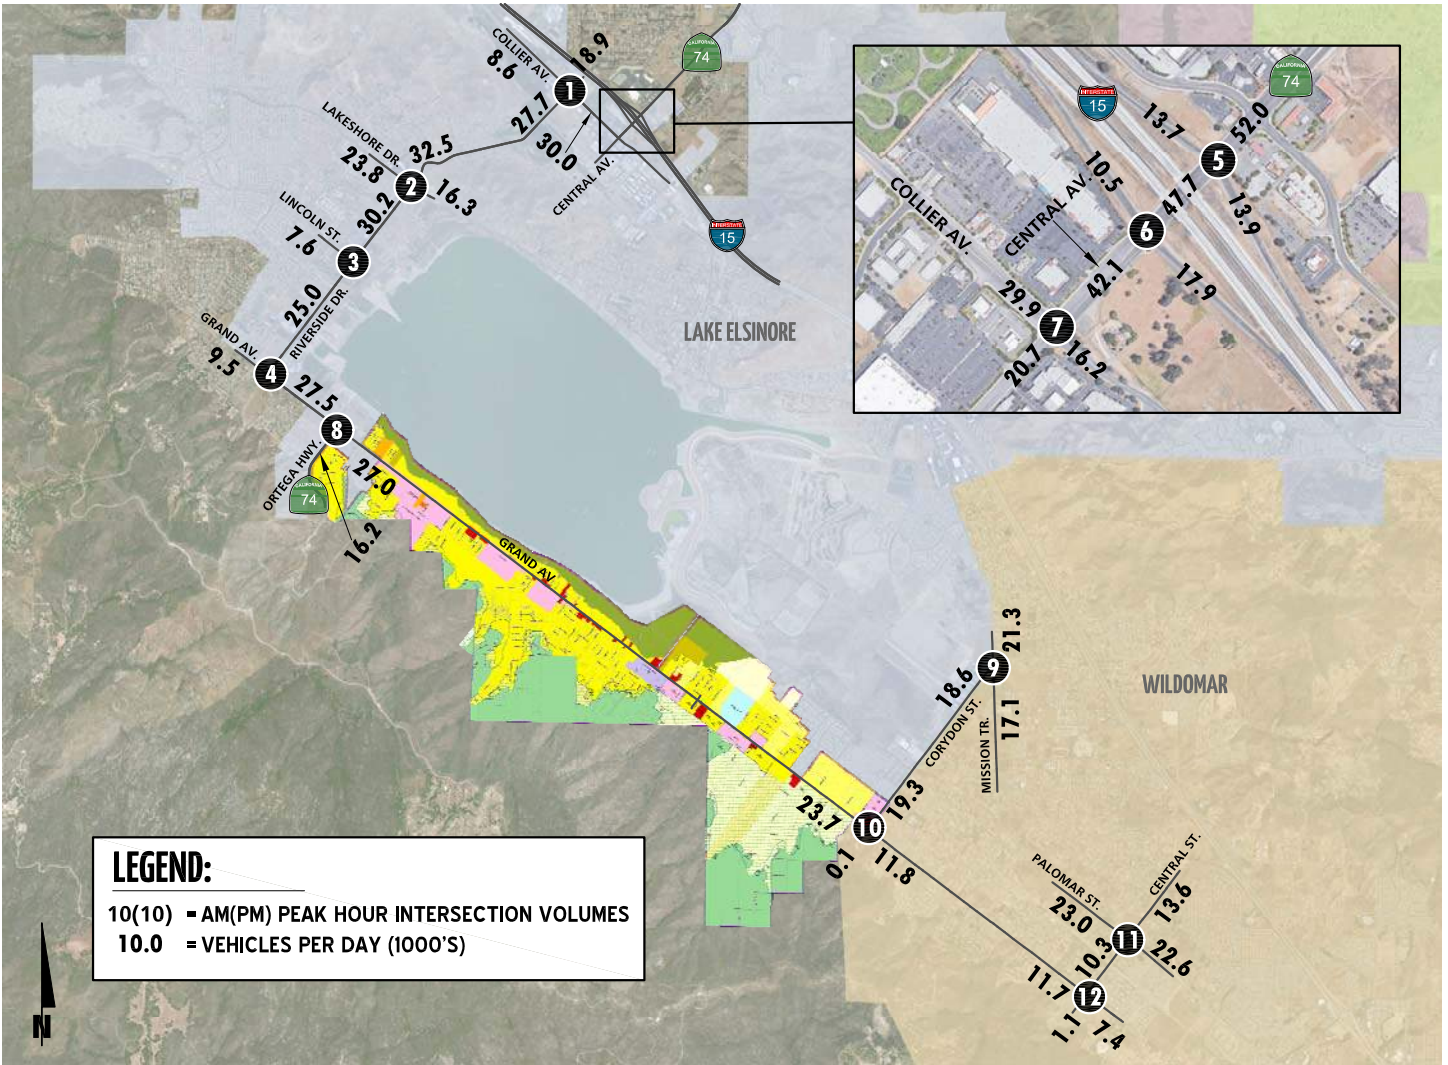 COLLIER AV.
8.6
18.9
CALIFORNIA
74
1
27.7
30.0
CENTRAL AV.
LAKESHORE DR.
32.5
23.8
2
16.3
LINCOLN ST.
30.2
7.6
3
25.0
RIVERSIDE DR.
GRAND AV.
9.5
4
27.5
8
ORTEGA HWY.
CALIFORNIA
74
27.0
16.2
GRAND AV.
INTERSTATE
15
LAKE ELSINORE
INTERSTATE
15
CALIFORNIA
74
13.7
52.0
5
10.5
47.7
13.9
COLLIER AV.
CENTRAL AV.
6
42.1
17.9
29.9
7
20.7
16.2
21.3
9
18.6
17.1
CORYDON ST.
MISSION TR.
WILDOMAR
19.3
23.7
10
0.1
11.8
PALOMAR ST.
CENTRAL ST.
23.0
13.6
11
10.3
22.6
11.7
12
1.1
7.4
LEGEND:
10(10) = AM(PM) PEAK HOUR INTERSECTION VOLUMES
10.0 = VEHICLES PER DAY (1000'S)
N